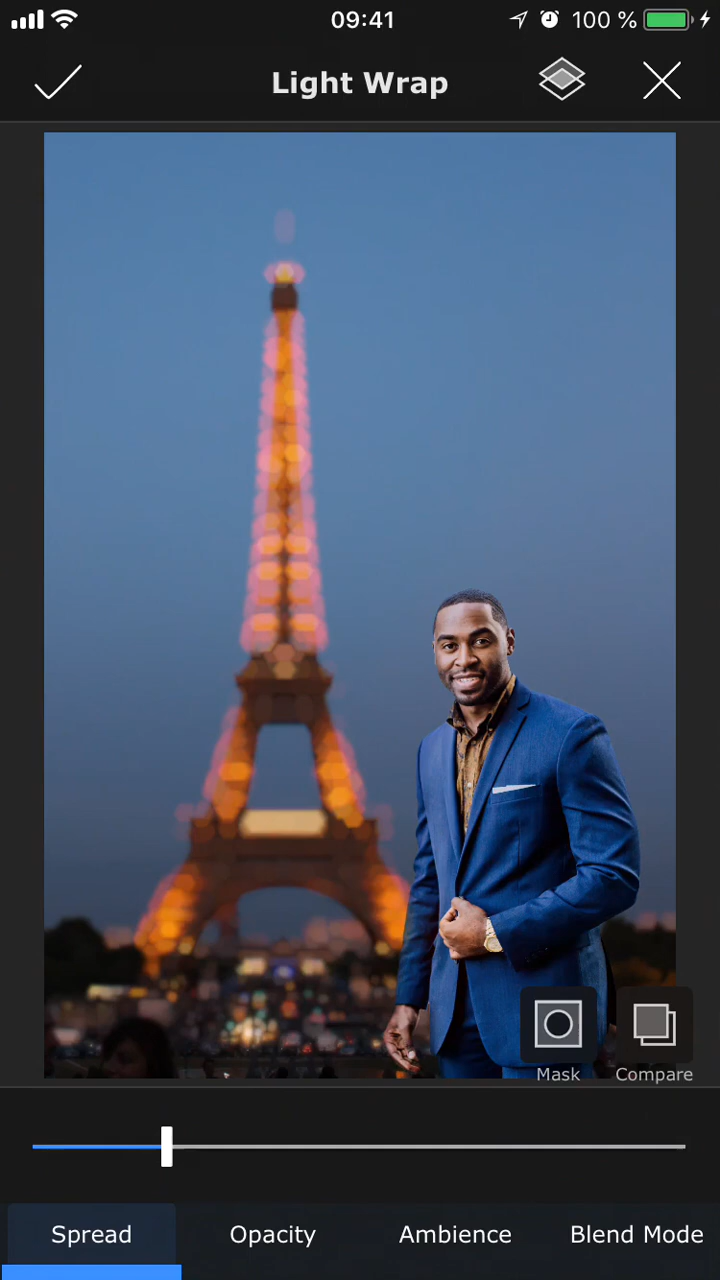 09:41
100 %
Light Wrap
Mask
Compare
Spread
Opacity
Ambience
Blend Mode